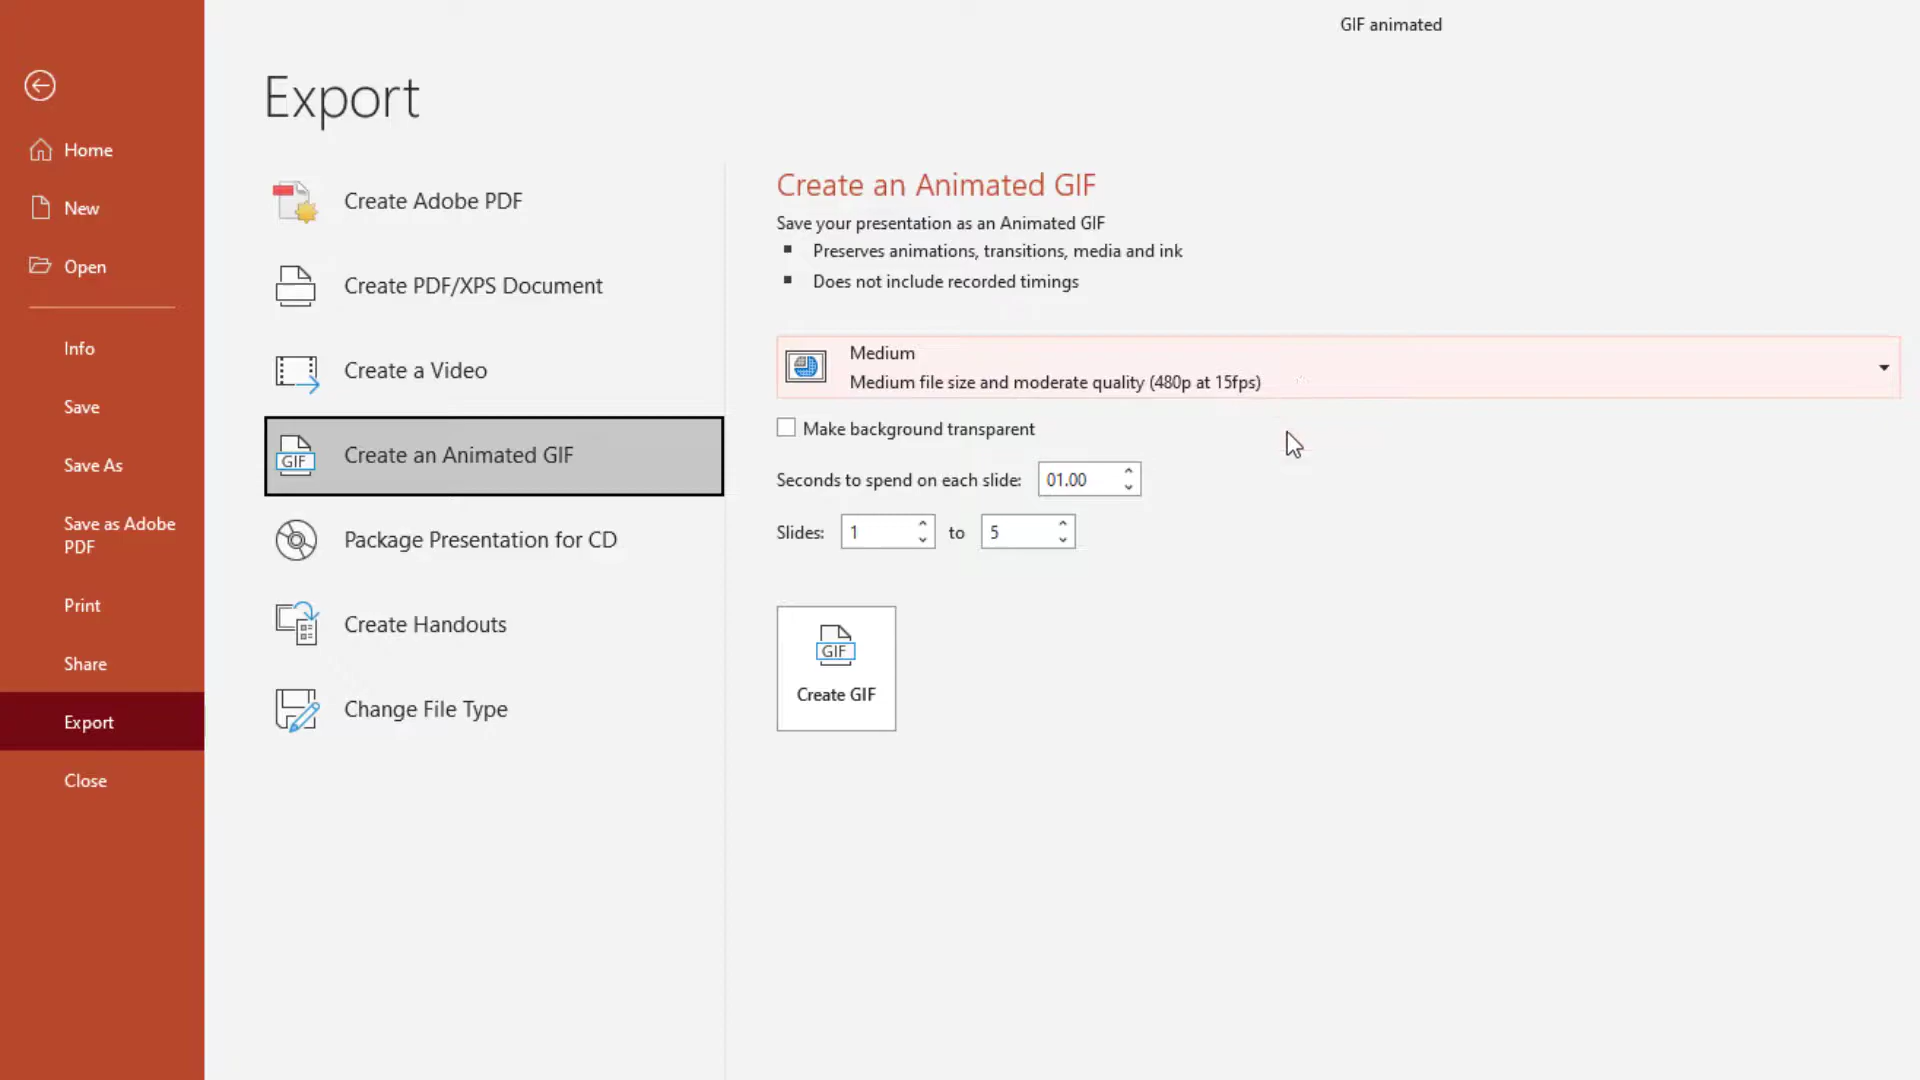 GIF animated
Home
New
Open
Info
Save
Save As
Save as Adobe
PDF
Print
Share
Export
Close
Export
Create Adobe PDF
Create PDF/XPS Document
Create a Video
GIF
Create an Animated GIF
Package Presentation for CD
Create Handouts
Change File Type
Create an Animated GIF
Save your presentation as an Animated GIF
Preserves animations, transitions, media and ink
Does not include recorded timings
Medium
Medium file size and moderate quality (480p at 15fps)
Make background transparent
Seconds to spend on each slide: 01.00
Slides: 1 to 5
GIF
Create GIF